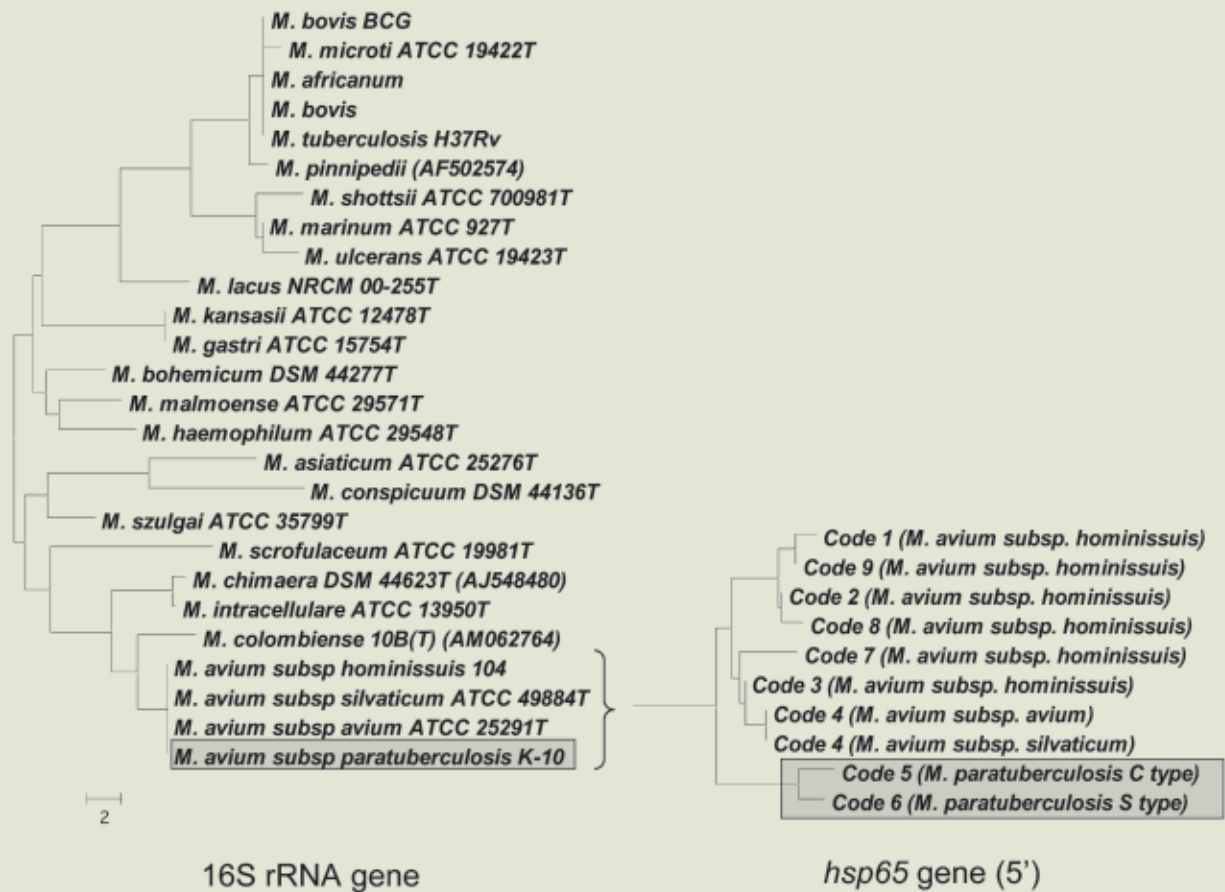 M. bovis BCG
M. microti ATCC 19422T
M. africanum
M. bovis
M. tuberculosis H37Rv
M. pinnipedii (AF502574)
M. shottsii ATCC 700981T
M. marinum ATCC 927T
M. ulcerans ATCC 19423T
M. lacus NRCM 00-255T
M. kansasii ATCC 12478T
M. gastri ATCC 15754T
M. bohemicum DSM 44277T
M. malmoense ATCC 29571T
M. haemophilum ATCC 29548T
M. asiaticum ATCC 25276T
M. conspicuum DSM 44136T
M. szulgai ATCC 35799T
M. scrofulaceum ATCC 19981T
M. chimaera DSM 44623T (AJ548480)
M. intracellulare ATCC 13950T
M. colombiense 10B(T) (AM062764)
M. avium subsp hominissuis 104
M. avium subsp silvaticum ATCC 49884T
M. avium subsp avium ATCC 25291T
M. avium subsp paratuberculosis K-10
2
16S rRNA gene
Code 1 (M. avium subsp. hominissuis)
Code 9 (M. avium subsp. hominissuis)
Code 2 (M. avium subsp. hominissuis)
Code 8 (M. avium subsp. hominissuis)
Code 7 (M. avium subsp. hominissuis)
Code 3 (M. avium subsp. hominissuis)
Code 4 (M. avium subsp. avium)
Code 4 (M. avium subsp. silvaticum)
Code 5 (M. paratuberculosis C type)
Code 6 (M. paratuberculosis S type)
hsp65 gene (5')